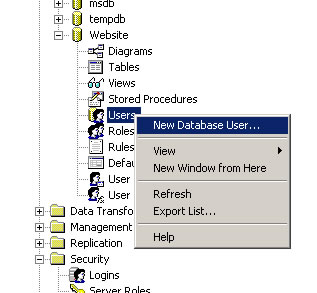 msdb
tempdb
Website
Diagrams
Tables
Views
Stored Procedures
Users
Roles
Rules
Defau
User
User
Data Transfo
Management
Replication
Security
Logins
Server Roles
New Database User...
View
New Window from Here
Refresh
Export List...
Help